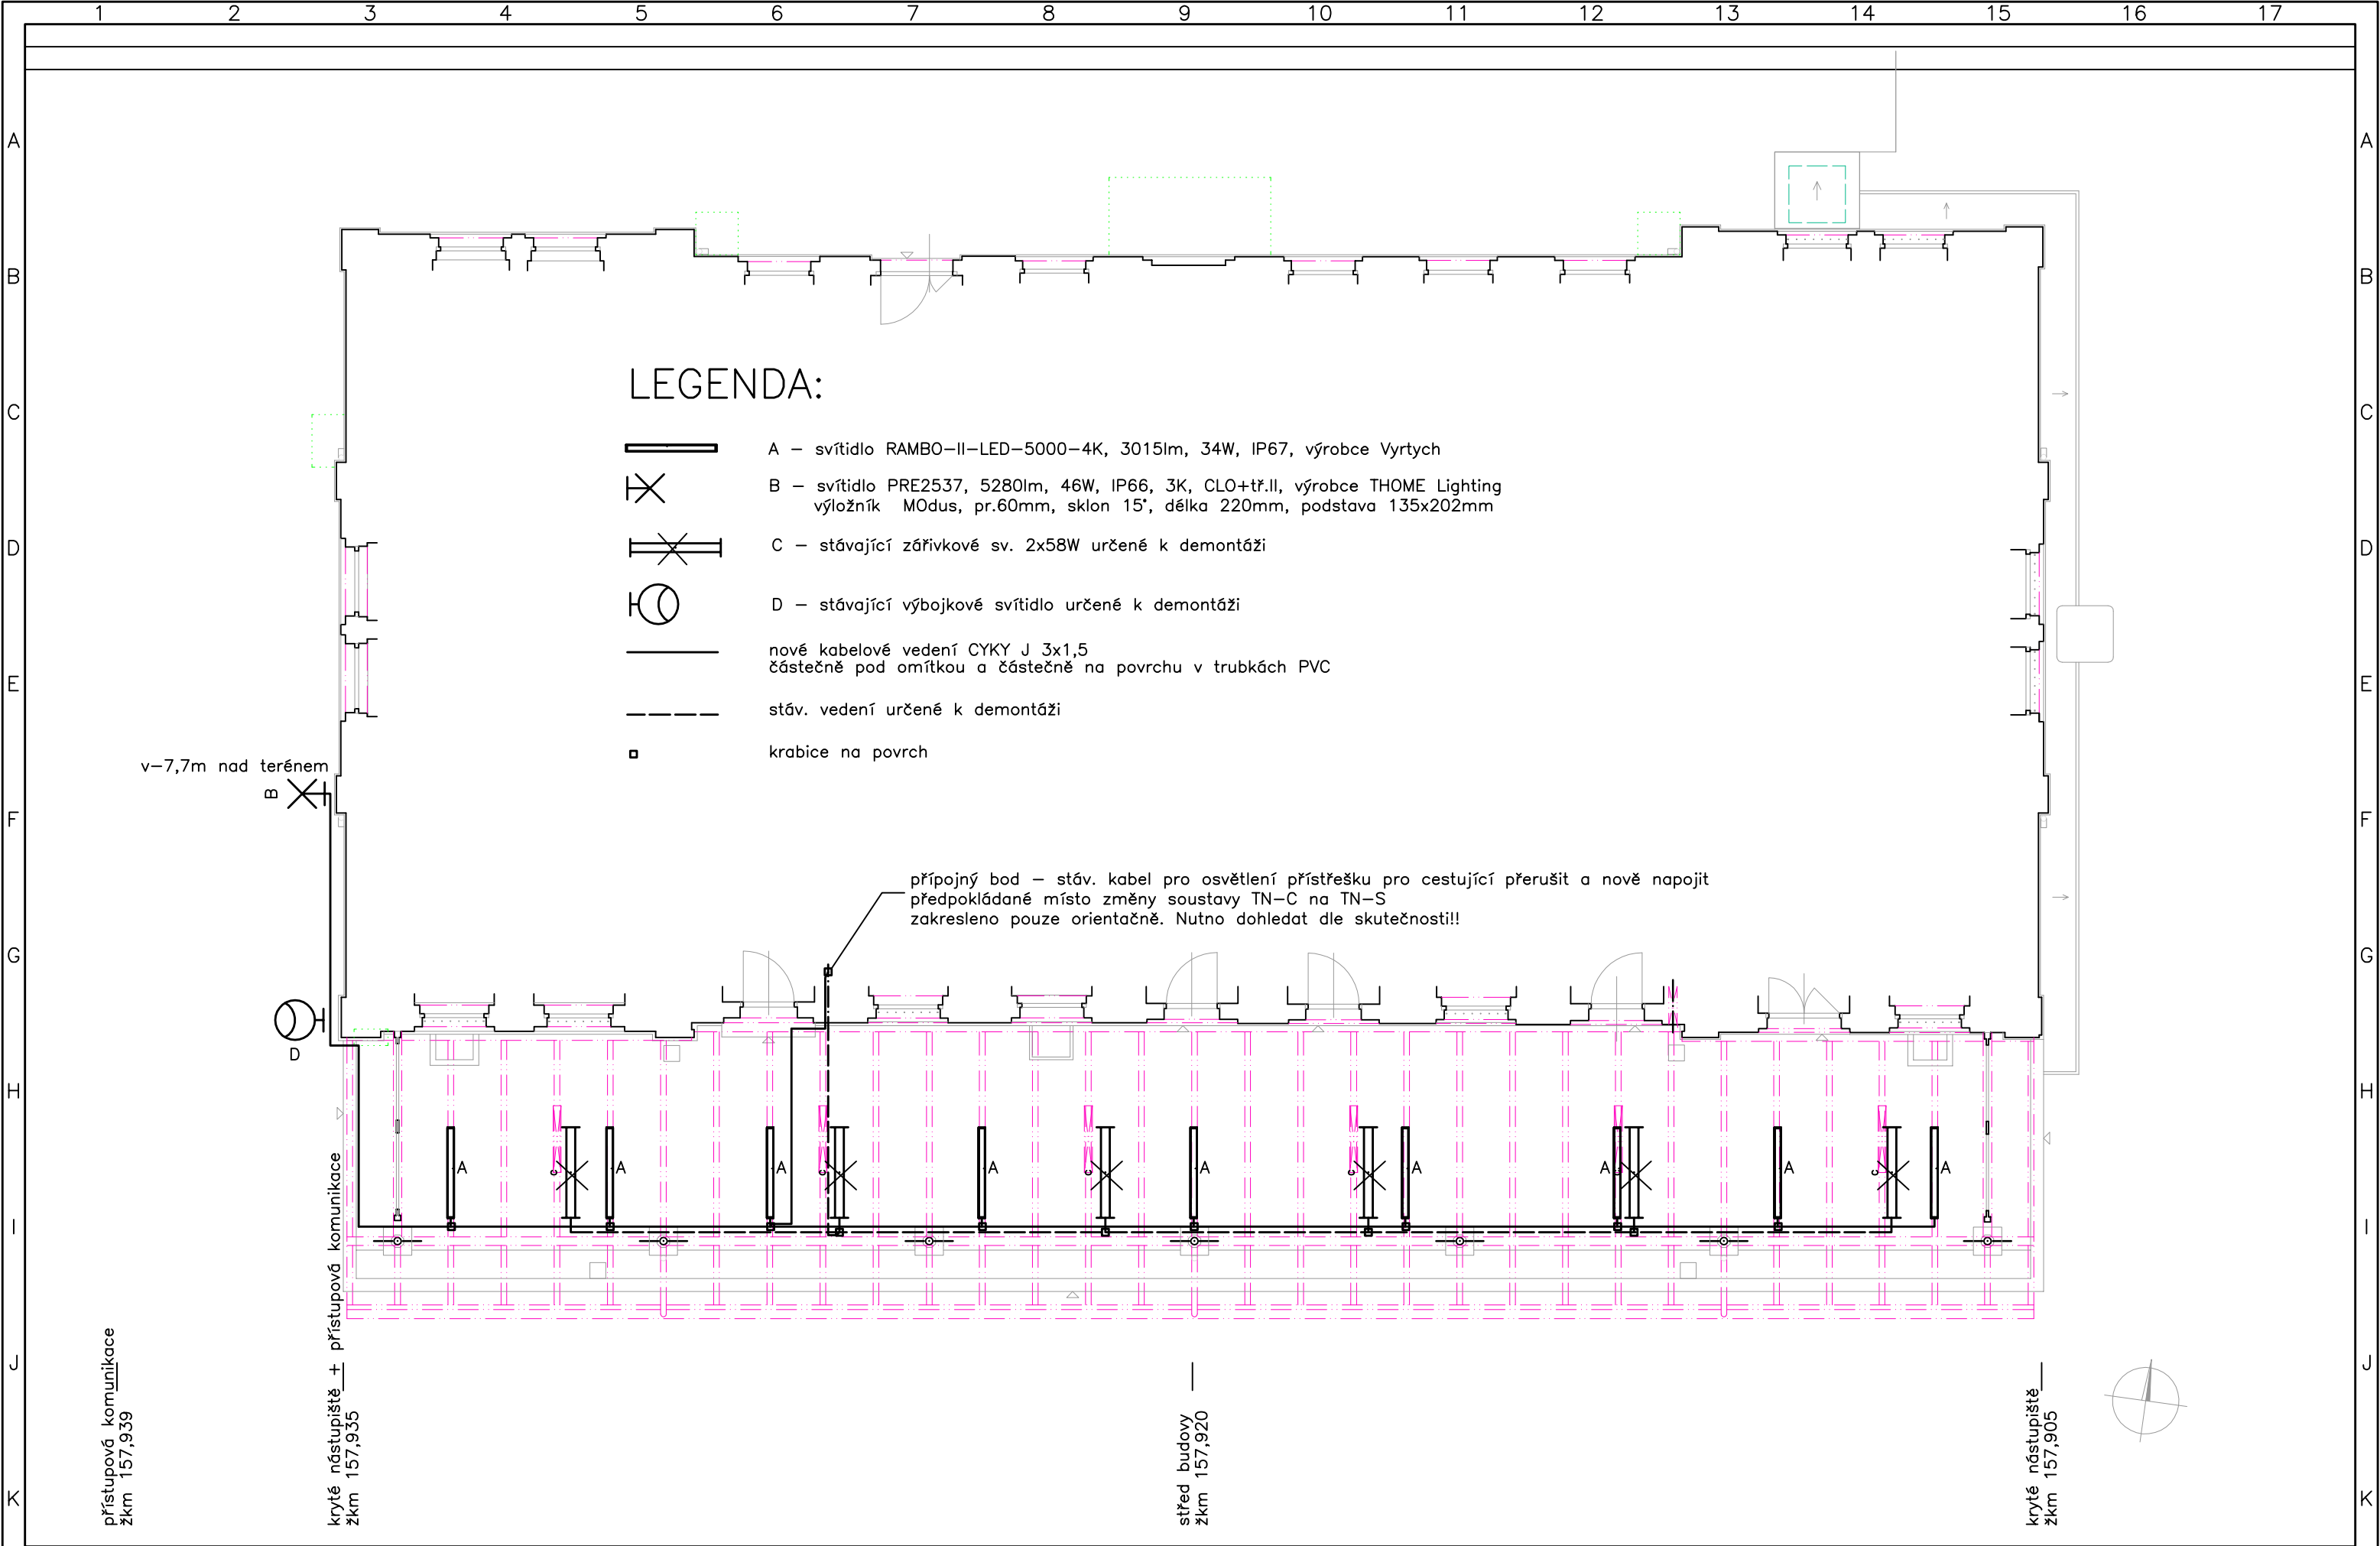 1 2 3 4 5 6 7 8 9 10 11 12 13 14 15 16 17
A A
B B
C C
D D
E E
F F
G G
H H
I I
J J
K K
LEGENDA:
A – svítidlo RAMBO–II–LED–5000–4K, 3015lm, 34W, IP67, výrobce Vyrtych
B – svítidlo PRE2537, 5280lm, 46W, IP66, 3K, CLO+tř.II, výrobce THOME Lighting
výložník MOdus, pr.60mm, sklon 15°, délka 220mm, podstava 135x202mm
C – stávající zářivkové sv. 2x58W určené k demontáži
D – stávající výbojkové svítidlo určené k demontáži
nové kabelové vedení CYKY J 3x1,5
částečně pod omítkou a částečně na povrchu v trubkách PVC
stáv. vedení určené k demontáži
krabice na povrch
v–7,7m nad terénem
B
přípojný bod – stáv. kabel pro osvětlení přístřešku pro cestující přerušit a nově napojit
předpokládané místo změny soustavy TN–C na TN–S
zakresleno pouze orientačně. Nutno dohledat dle skutečnosti!!
D
A C A A C A C A C A A A C A
přístupová komunikace
žkm 157,939
kryté nástupiště + přístupová komunikace
žkm 157,935
střed budovy
žkm 157,920
kryté nástupiště
žkm 157,905